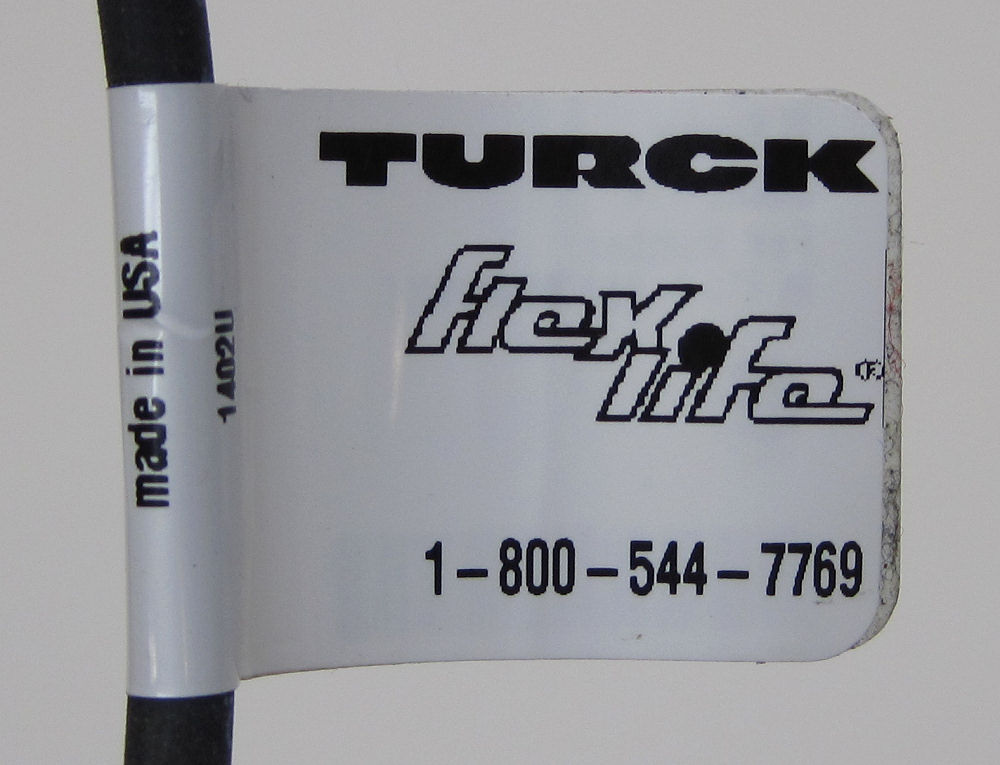 TURCK
flex life®
1-800-544-7769
made in USA
1402U